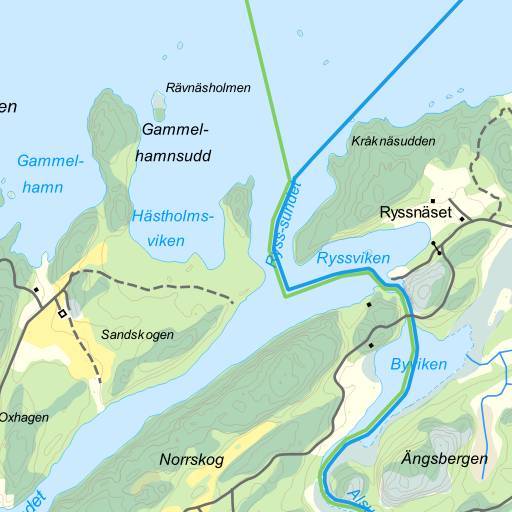 Rävnäsholmen
en
Gammel-
hamnsudd
Kråknäsudden
Gammel-
hamn
Hästholms-
viken
Ryssnäset
Ryss-sundet
Ryssviken
Sandskogen
Byviken
Oxhagen
Norrskog
Ängsbergen
det
Als